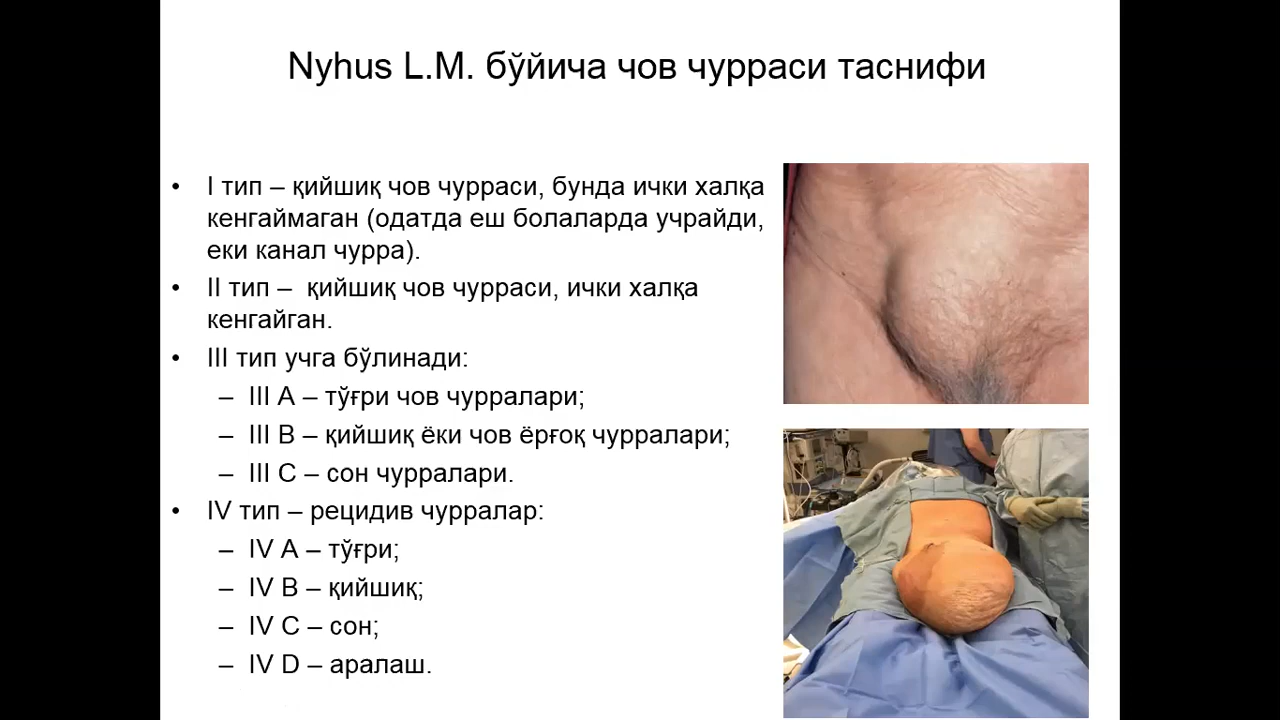 Nyhus L.M. бўйича чов чурраси таснифи
• I тип – қийшиқ чов чурраси, бунда ички халқа
кенгаймаган (одатда еш болаларда учрайди,
еки канал чурра).
• II тип –  қийшиқ чов чурраси, ички халқа
кенгайган.
• III тип учга бўлинади:
– III A – тўғри чов чурралари;
– III B – қийшиқ ёки чов ёрғоқ чурралари;
– III C – сон чурралари.
• IV тип – рецидив чурралар:
– IV A – тўғри;
– IV B – қийшиқ;
– IV C – сон;
– IV D – аралаш.